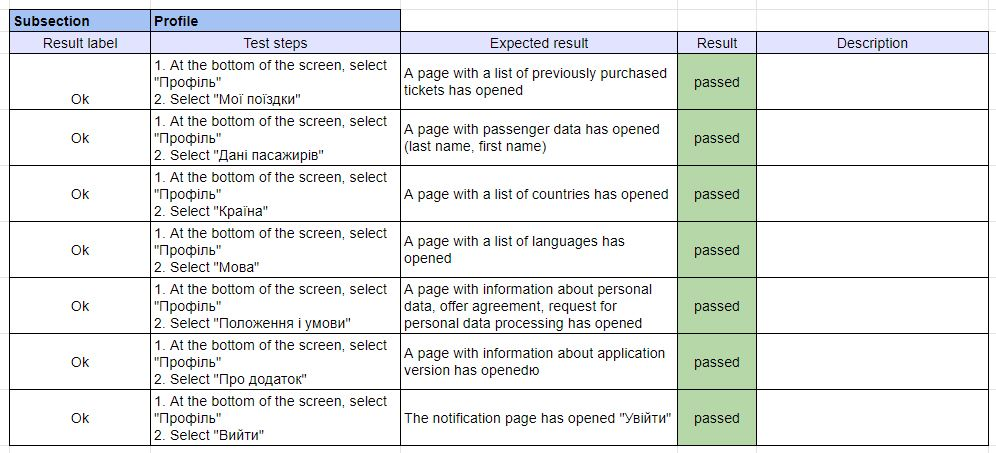 Subsection Profile
Result label Test steps Expected result Result Description
Ok
1. At the bottom of the screen, select
"Профіль"
2. Select "Мої поїздки"
A page with a list of previously purchased
tickets has opened
passed
Ok
1. At the bottom of the screen, select
"Профіль"
2. Select "Дані пасажирів"
A page with passenger data has opened
(last name, first name)
passed
Ok
1. At the bottom of the screen, select
"Профіль"
2. Select "Країна"
A page with a list of countries has opened
passed
Ok
1. At the bottom of the screen, select
"Профіль"
2. Select "Мова"
A page with a list of languages has
opened
passed
Ok
1. At the bottom of the screen, select
"Профіль"
2. Select "Положення і умови"
A page with information about personal
data, offer agreement, request for
personal data processing has opened
passed
Ok
1. At the bottom of the screen, select
"Профіль"
2. Select "Про додаток"
A page with information about application
version has openedю
passed
Ok
1. At the bottom of the screen, select
"Профіль"
2. Select "Вийти"
The notification page has opened "Увійти"
passed